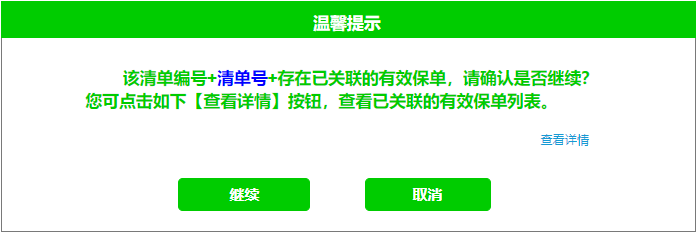 温馨提示
该清单编号+清单号+存在已关联的有效保单，请确认是否继续?
您可点击如下【查看详情】按钮，查看已关联的有效保单列表。
查看详情
继续
取消